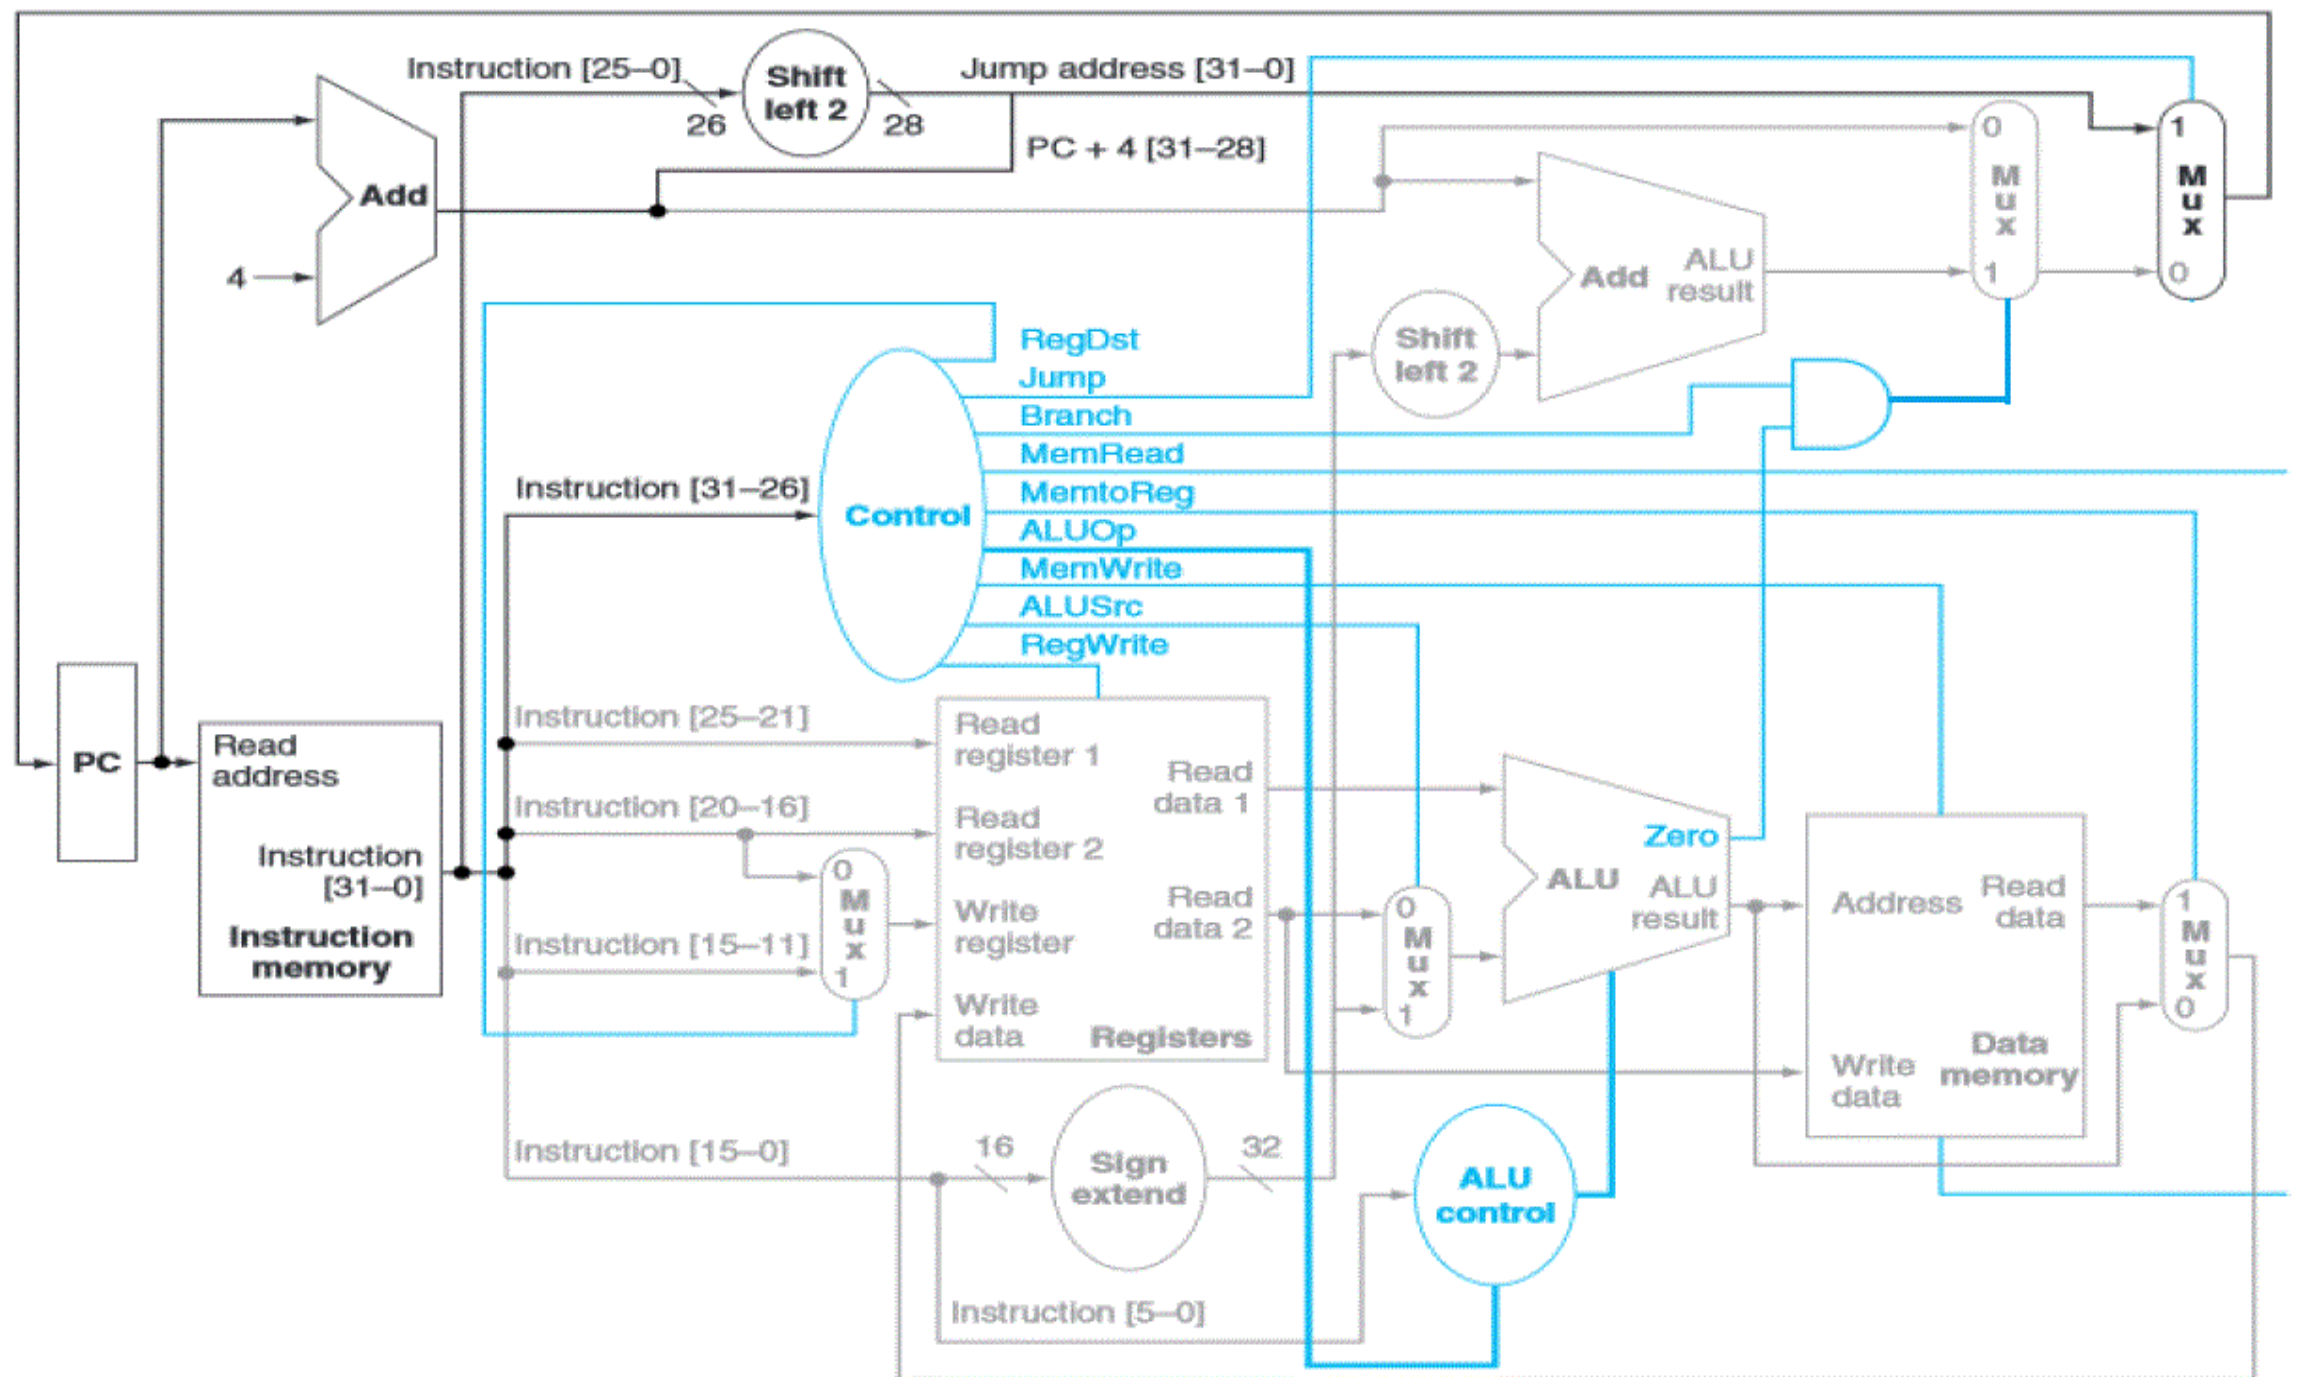 Instruction [25–0]
26
Shift
left 2
28
Jump address [31–0]
PC + 4 [31–28]
Add
4
0
M
u
x
1
1
M
u
x
0
Add
ALU
result
Shift
left 2
RegDst
Jump
Branch
MemRead
MemtoReg
ALUOp
MemWrite
ALUSrc
RegWrite
Instruction [31–26]
Control
PC
Read
address
Instruction
[31–0]
Instruction
memory
Instruction [25–21]
Instruction [20–16]
Instruction [15–11]
0
M
u
x
1
Read
register 1
Read
register 2
Write
register
Write
data
Read
data 1
Read
data 2
Registers
0
M
u
x
1
Zero
ALU
ALU
result
Address
Read
data
Write
data
Data
memory
1
M
u
x
0
Instruction [15–0]
16
Sign
extend
32
ALU
control
Instruction [5–0]